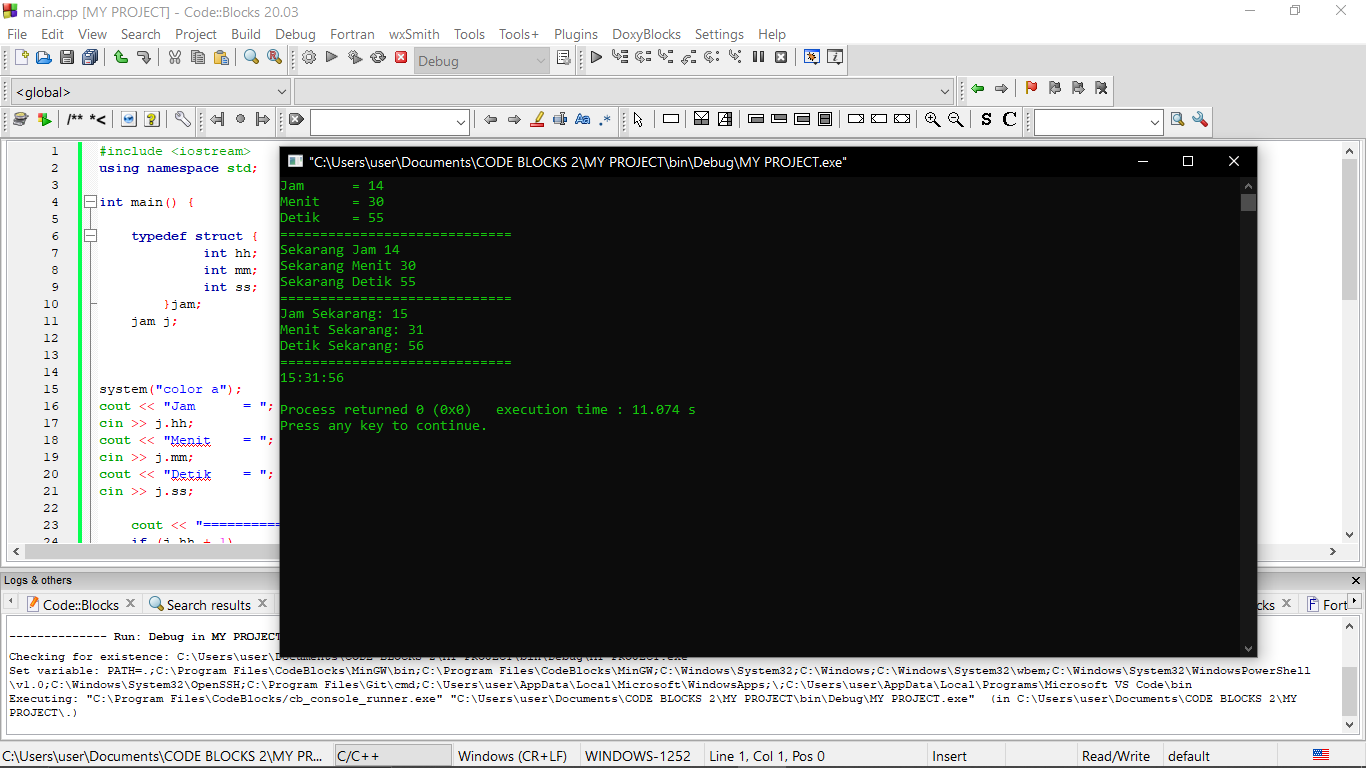 main.cpp [MY PROJECT] - Code::Blocks 20.03
File Edit View Search Project Build Debug Fortran wxSmith Tools Tools+ Plugins DoxyBlocks Settings Help
Debug
<global>
/** *<
Aa .*
S C
1 #include <iostream>
2 using namespace std;
3
4 int main() {
5
6 typedef struct {
7 int hh;
8 int mm;
9 int ss;
10 }jam;
11 jam j;
12
13
14
15 system("color a");
16 cout << "Jam = ";
17 cin >> j.hh;
18 cout << "Menit = ";
19 cin >> j.mm;
20 cout << "Detik = ";
21 cin >> j.ss;
22
23 cout << "==========
24 if (j.hh + 1)
"C:\Users\user\Documents\CODE BLOCKS 2\MY PROJECT\bin\Debug\MY PROJECT.exe"
Jam = 14
Menit = 30
Detik = 55
=============================
Sekarang Jam 14
Sekarang Menit 30
Sekarang Detik 55
=============================
Jam Sekarang: 15
Menit Sekarang: 31
Detik Sekarang: 56
=============================
15:31:56
Process returned 0 (0x0) execution time : 11.074 s
Press any key to continue.
Logs & others
Code::Blocks Search results cks Fort
-------------- Run: Debug in MY PROJECT
Checking for existence: C:\Users\user\Documents\CODE BLOCKS 2\MY PROJECT\bin\Debug\MY PROJECT.exe
Set variable: PATH=.;C:\Program Files\CodeBlocks\MinGW\bin;C:\Program Files\CodeBlocks\MinGW;C:\Windows\System32;C:\Windows;C:\Windows\System32\wbem;C:\Windows\System32\WindowsPowerShell
\v1.0;C:\Windows\System32\OpenSSH;C:\Program Files\Git\cmd;C:\Users\user\AppData\Local\Microsoft\WindowsApps;\;C:\Users\user\AppData\Local\Programs\Microsoft VS Code\bin
Executing: "C:\Program Files\CodeBlocks/cb_console_runner.exe" "C:\Users\user\Documents\CODE BLOCKS 2\MY PROJECT\bin\Debug\MY PROJECT.exe" (in C:\Users\user\Documents\CODE BLOCKS 2\MY
PROJECT\.)
C:\Users\user\Documents\CODE BLOCKS 2\MY PR... C/C++ Windows (CR+LF) WINDOWS-1252 Line 1, Col 1, Pos 0 Insert Read/Write default